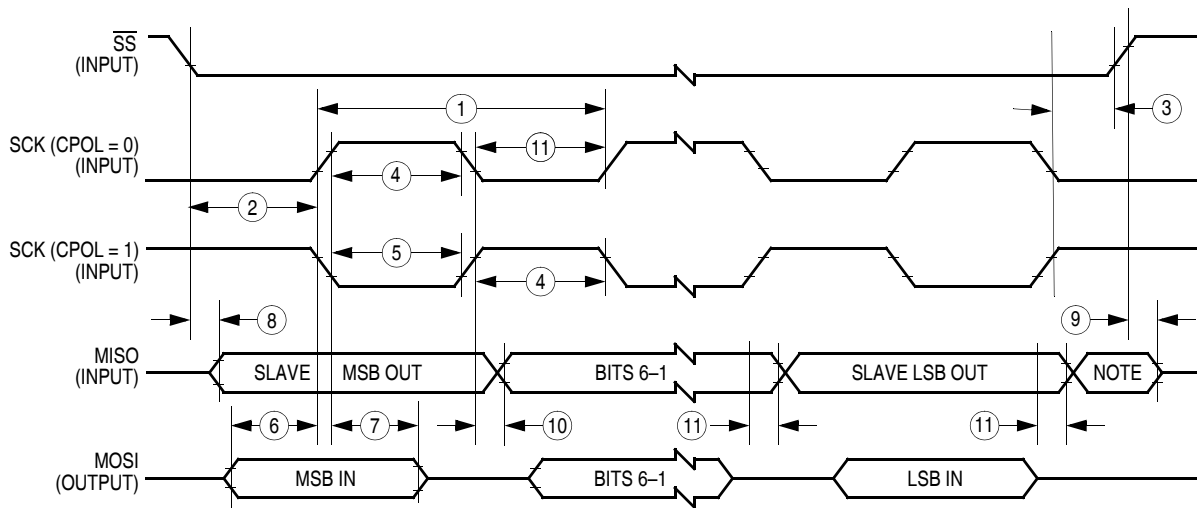 SS
(INPUT)
1
3
SCK (CPOL = 0)
(INPUT)
11
4
2
SCK (CPOL = 1)
(INPUT)
5
4
8
9
MISO
(INPUT)
SLAVE MSB OUT
BITS 6–1
SLAVE LSB OUT
NOTE
6
7
10
11
11
MOSI
(OUTPUT)
MSB IN
BITS 6–1
LSB IN